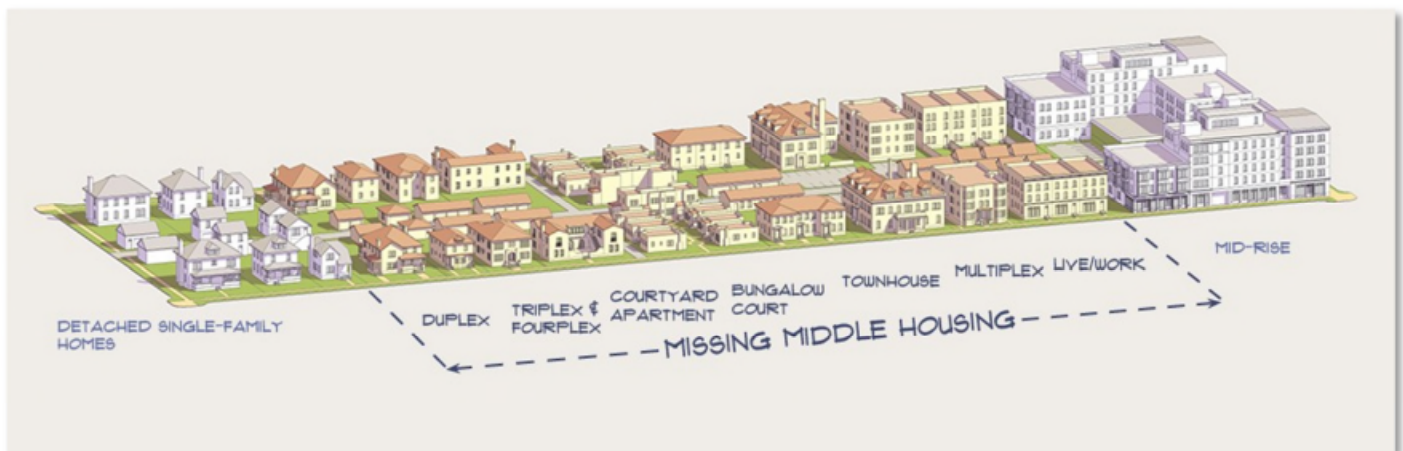 DETACHED SINGLE-FAMILY
HOMES
DUPLEX
TRIPLEX &
FOURPLEX
COURTYARD
APARTMENT
BUNGALOW
COURT
TOWNHOUSE
MULTIPLEX
LIVE/WORK
MID-RISE
MISSING MIDDLE HOUSING